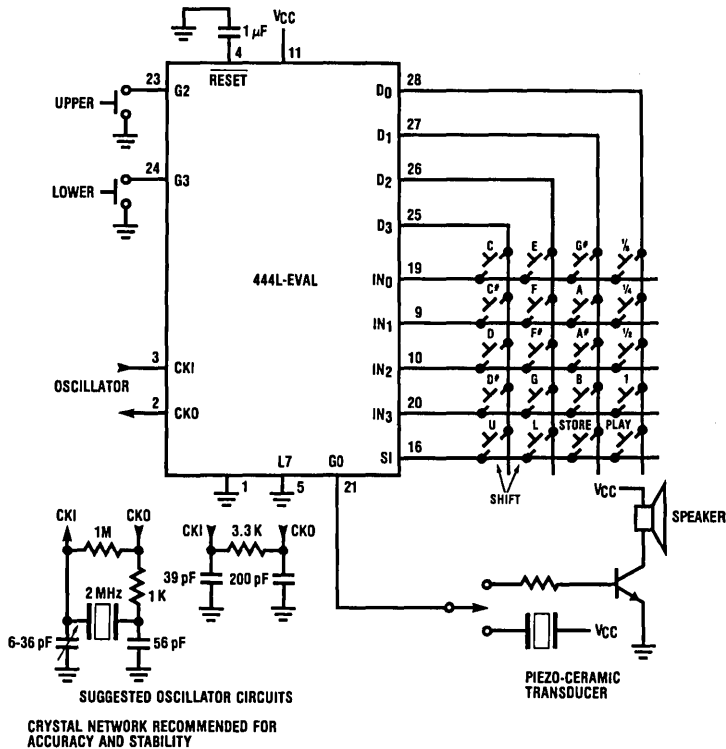 1 μF
VCC
4
11
RESET
23
G2
UPPER
24
G3
LOWER
444L-EVAL
3
CKI
OSCILLATOR
2
CKO
D0
28
D1
27
D2
26
D3
25
IN0
19
IN1
9
IN2
10
IN3
20
SI
16
C E G# 1/8
C# F A 1/4
D F# A# 1/2
D# G B 1
U L STORE PLAY
SHIFT
1
L7
5
G0
21
CKI
CKO
1M
1K
2 MHz
6-36 pF
56 pF
CKI
CKO
3.3 K
39 pF
200 pF
SUGGESTED OSCILLATOR CIRCUITS
CRYSTAL NETWORK RECOMMENDED FOR
ACCURACY AND STABILITY
VCC
SPEAKER
VCC
PIEZO-CERAMIC
TRANSDUCER